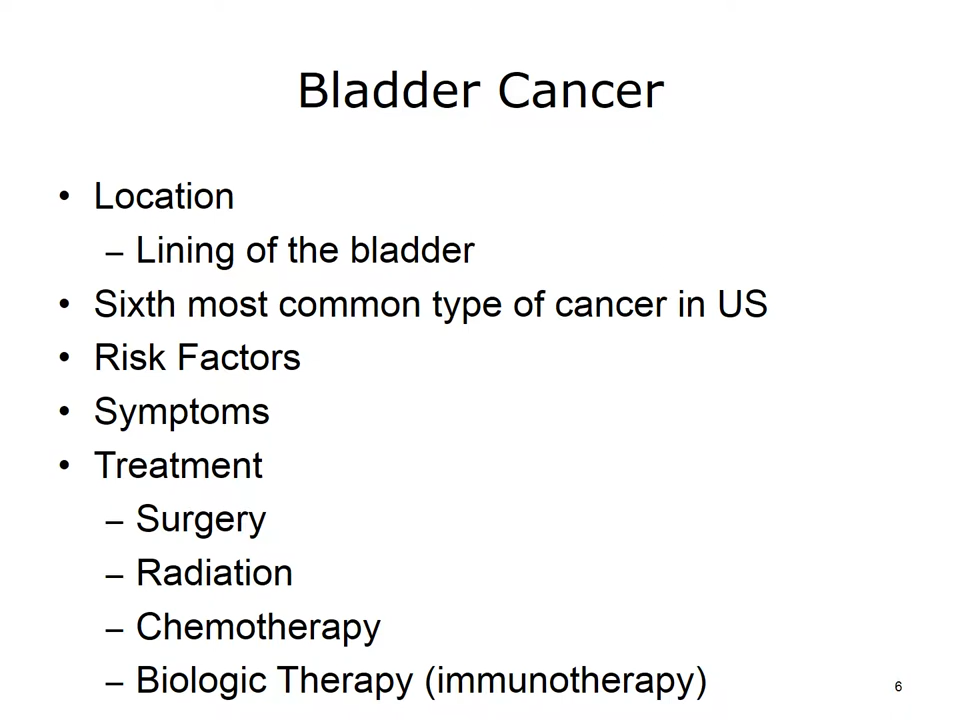 Bladder Cancer
• Location
– Lining of the bladder
• Sixth most common type of cancer in US
• Risk Factors
• Symptoms
• Treatment
– Surgery
– Radiation
– Chemotherapy
– Biologic Therapy (immunotherapy)
6